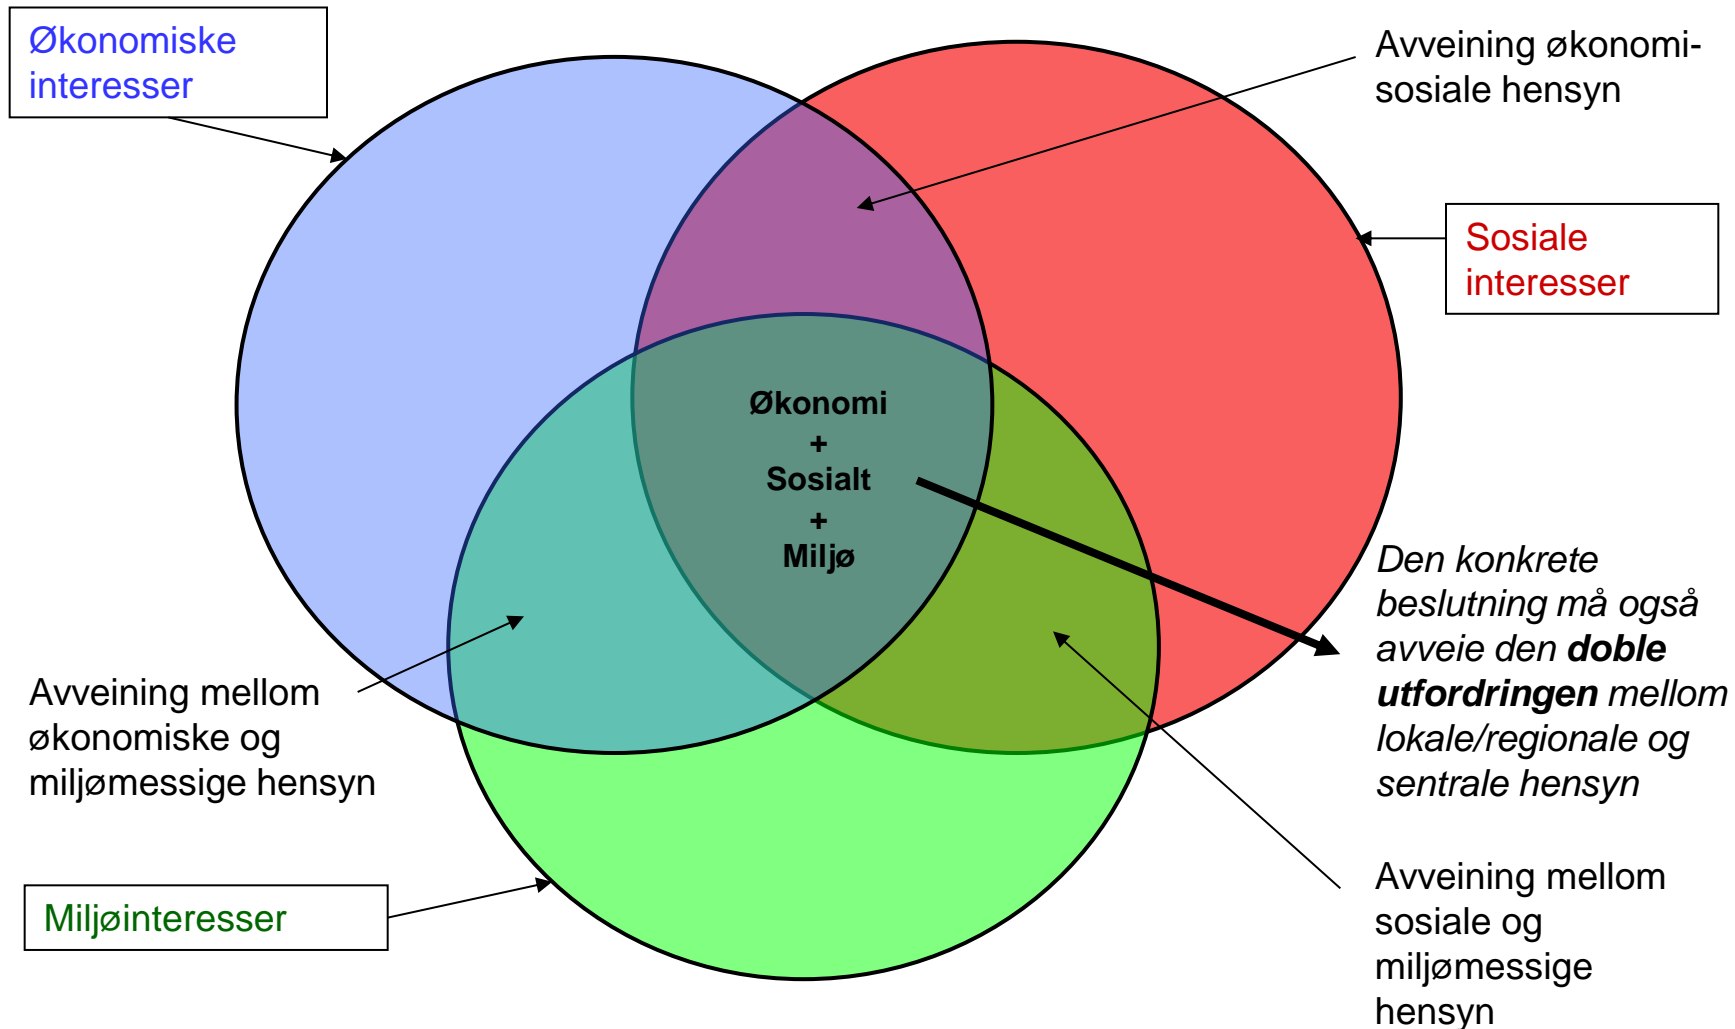 Økonomiske
interesser
Avveining økonomi-
sosiale hensyn
Sosiale
interesser
Økonomi
+
Sosialt
+
Miljø
Den konkrete
beslutning må også
avveie den doble
utfordringen mellom
lokale/regionale og
sentrale hensyn
Avveining mellom
økonomiske og
miljømessige hensyn
Miljøinteresser
Avveining mellom
sosiale og
miljømessige
hensyn